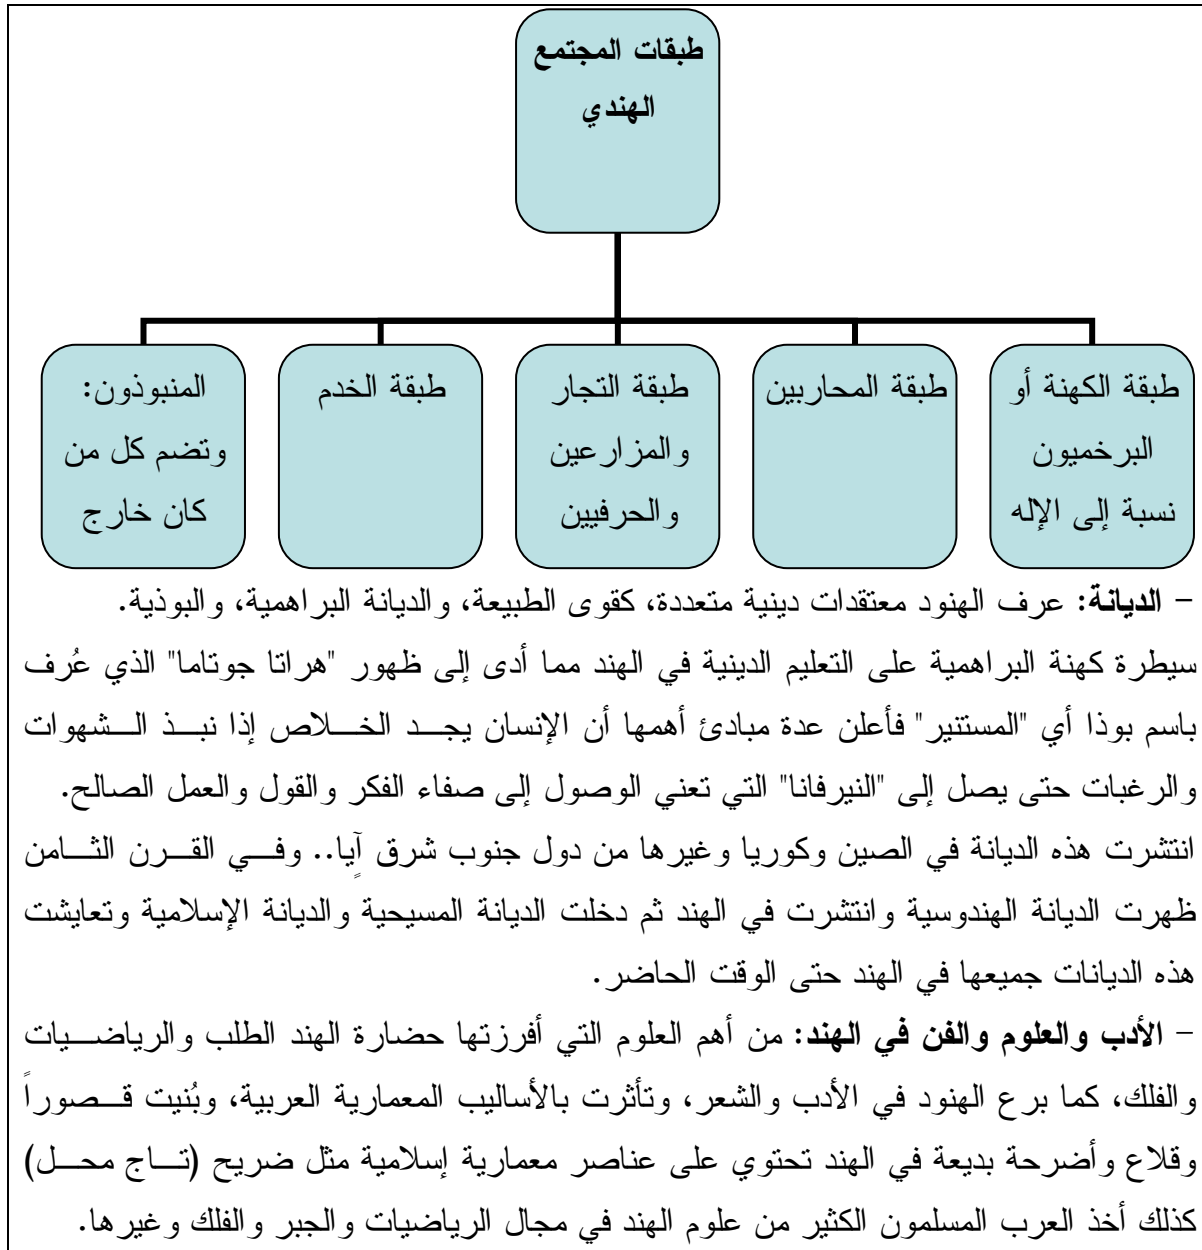 طبقات المجتمع
الهندي
طبقة الكهنة أو
البرخميون
نسبة إلى الإله
طبقة المحاربين
طبقة التجار
والمزارعين
والحرفيين
طبقة الخدم
المنبوذون:
وتضم كل من
كان خارج
- الديانة: عرف الهنود معتقدات دينية متعددة، كقوى الطبيعة، والديانة البراهمية، والبوذية.
سيطرة كهنة البراهمية على التعليم الدينية في الهند مما أدى إلى ظهور "هراتا جوتاما" الذي عُرف
باسم بوذا أي "المستنير" فأعلن عدة مبادئ أهمها أن الإنسان يجد الخلاص إذا نبذ الشهوات
والرغبات حتى يصل إلى "النيرفانا" التي تعني الوصول إلى صفاء الفكر والقول والعمل الصالح.
انتشرت هذه الديانة في الصين وكوريا وغيرها من دول جنوب شرق آيا.. وفي القرن الثامن
ظهرت الديانة الهندوسية وانتشرت في الهند ثم دخلت الديانة المسيحية والديانة الإسلامية وتعايشت
هذه الديانات جميعها في الهند حتى الوقت الحاضر.
- الأدب والعلوم والفن في الهند: من أهم العلوم التي أفرزتها حضارة الهند الطلب والرياضيات
والفلك، كما برع الهنود في الأدب والشعر، وتأثرت بالأساليب المعمارية العربية، وبُنيت قصوراً
وقلاع وأضرحة بديعة في الهند تحتوي على عناصر معمارية إسلامية مثل ضريح (تاج محل)
كذلك أخذ العرب المسلمون الكثير من علوم الهند في مجال الرياضيات والجبر والفلك وغيرها.